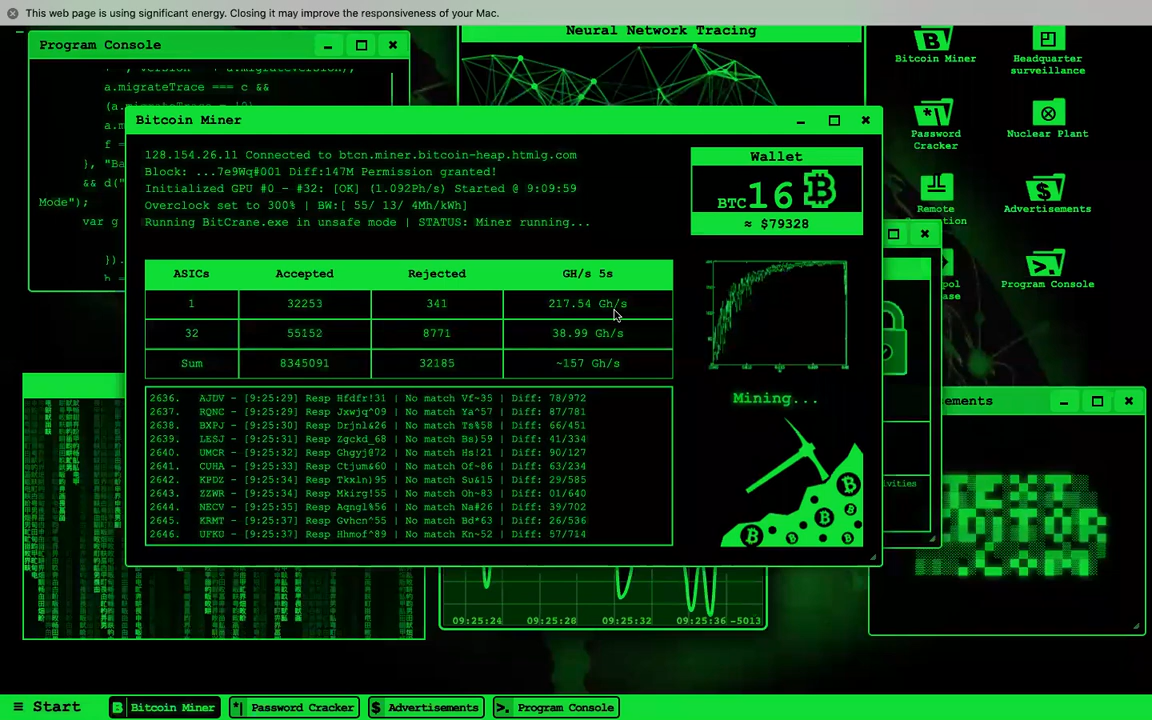 This web page is using significant energy. Closing it may improve the responsiveness of your Mac.
Program Console
a.migrateTrace === c &&
}, "Ba
&& d("
Mode");
var g
}).
Neural Network Tracing
Bitcoin Miner
Headquarter
surveillance
Password
Cracker
Nuclear Plant
Remote
Advertisements
Program Console
Bitcoin Miner
128.154.26.11 Connected to btcn.miner.bitcoin-heap.htmlg.com
Block: ...7e9Wq#001 Diff:147M Permission granted!
Initialized GPU #0 - #32: [OK] (1.092Ph/s) Started @ 9:09:59
Overclock set to 300% | BW:[ 55/ 13/ 4Mh/kWh]
Running BitCrane.exe in unsafe mode | STATUS: Miner running...
Wallet
BTC16
≈ $79328
ASICs Accepted Rejected GH/s 5s
1 32253 341 217.54 Gh/s
32 55152 8771 38.99 Gh/s
Sum 8345091 32185 ~157 Gh/s
2636. AJDV - [9:25:29] Resp Hfdfr!31 | No match Vf~35 | Diff: 78/972
2637. RQNC - [9:25:29] Resp Jxwjq^09 | No match Ya^57 | Diff: 87/781
2638. BXPJ - [9:25:30] Resp Drjnl&26 | No match Ts%58 | Diff: 66/451
2639. LESJ - [9:25:31] Resp Zgckd_68 | No match Bs)59 | Diff: 41/334
2640. UMCR - [9:25:32] Resp Ghgyj@72 | No match Hs!21 | Diff: 90/127
2641. CUHA - [9:25:33] Resp Ctjum&60 | No match Of-86 | Diff: 63/234
2642. KPDZ - [9:25:34] Resp Tkxln)95 | No match Su&15 | Diff: 29/585
2643. ZZWR - [9:25:34] Resp Mkirg!55 | No match Oh-83 | Diff: 01/640
2644. NECV - [9:25:35] Resp Aqngl%56 | No match Na#26 | Diff: 39/702
2645. KRMT - [9:25:37] Resp Gvhcn^55 | No match Bd*63 | Diff: 26/536
2646. UFKU - [9:25:37] Resp Hhmof^89 | No match Kn~52 | Diff: 57/714
Mining...
ements
ivities
TEXT
EDITOR
.COM
09:25:24 09:25:28 09:25:32 09:25:36 -5013
Start Bitcoin Miner Password Cracker Advertisements Program Console